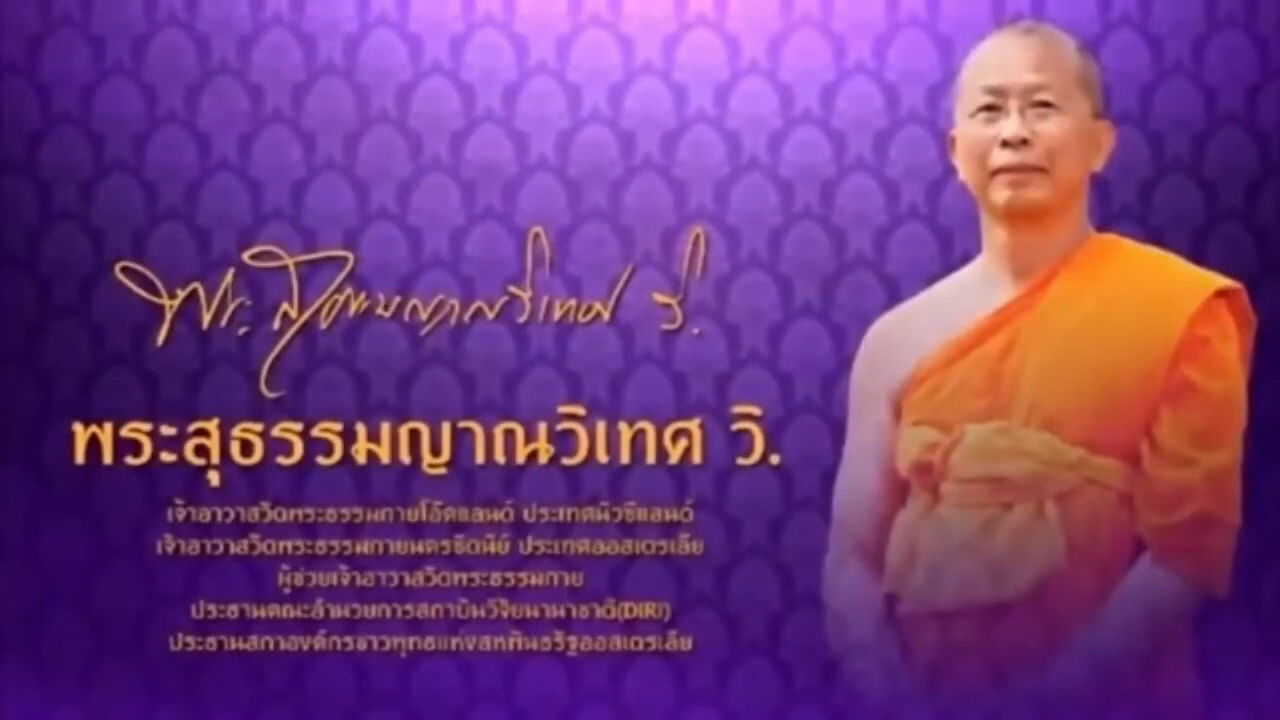 พระสุธรรมญาณวิเทศ วิ.
พระสุธรรมญาณวิเทศ วิ.
เจ้าอาวาสวัดพระธรรมกายโอ๊คแลนด์ ประเทศนิวซีแลนด์
เจ้าอาวาสวัดพระธรรมกายนครซิดนีย์ ประเทศออสเตรเลีย
ผู้ช่วยเจ้าอาวาสวัดพระธรรมกาย
ประธานคณะอำนวยการสถาบันวิจัยนานาชาติ(DIRI)
ประธานสภาองค์กรชาวพุทธแห่งสหพันธรัฐออสเตรเลีย